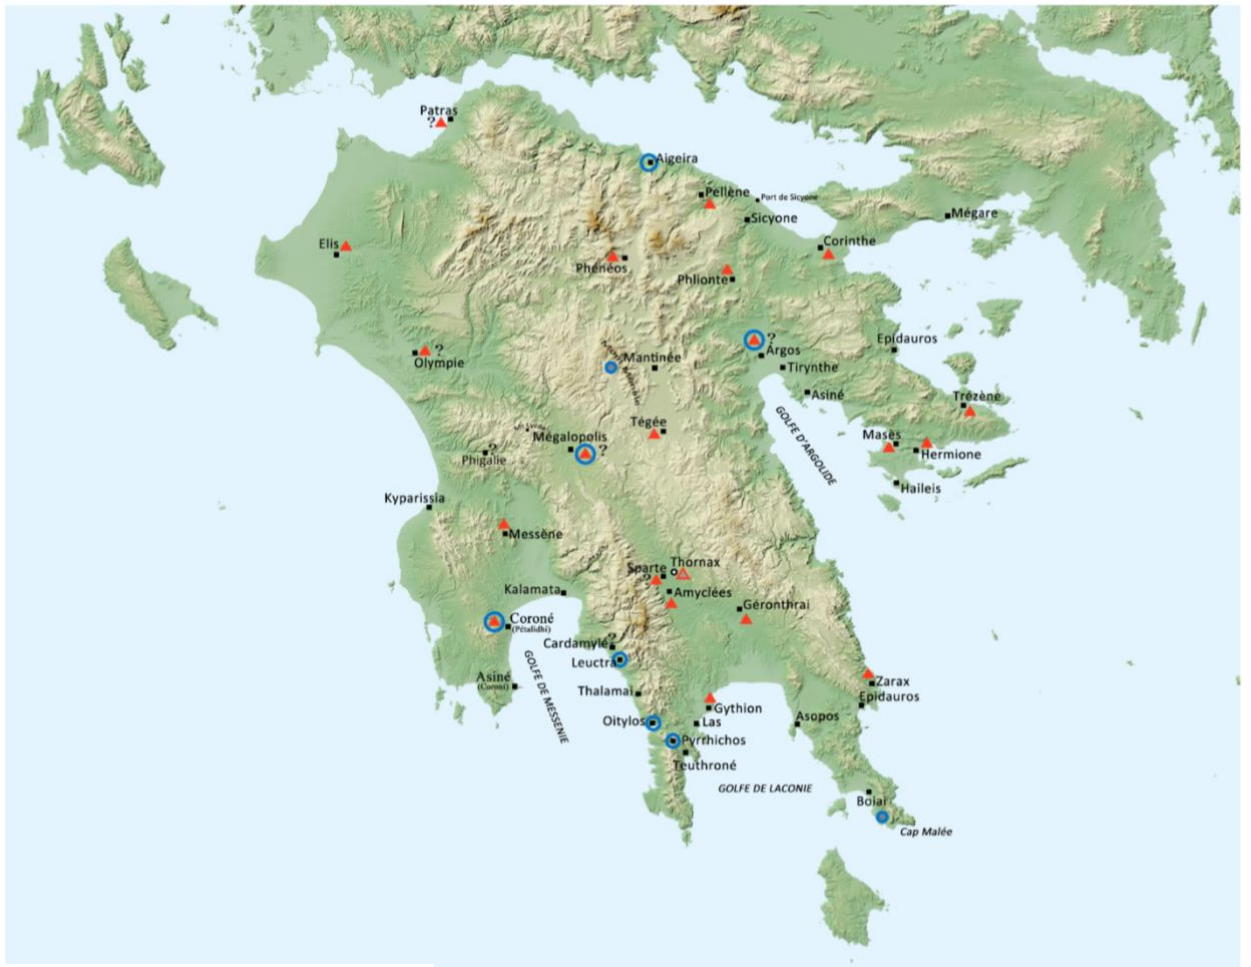 Patras
?
Aigeira
Pellène
Port de Sicyone
Sicyone
Mégare
Elis
Corinthe
Phénéos
Phlionte
?
Argos
Epidauros
?
Olympie
Mantinée
Tirynthe
Asiné
Trézène
GOLFE D'ARGOLIDE
Tégée
Mégalopolis
?
Masès
Hermione
?
Phigalie
Haileis
Kyparissia
Messène
Thornax
Sparte
?
Amyclées
Kalamata
Géronthrai
Coroné
(Pétalidhi)
Cardamylé
?
Leuctra
GOLFE DE MESSENIE
Asiné
(Coroni)
Thalamai
Zarax
Epidauros
Gythion
Oitylos
Las
Asopos
Pyrrhichos
Teuthroné
GOLFE DE LACONIE
Boiai
Cap Malée